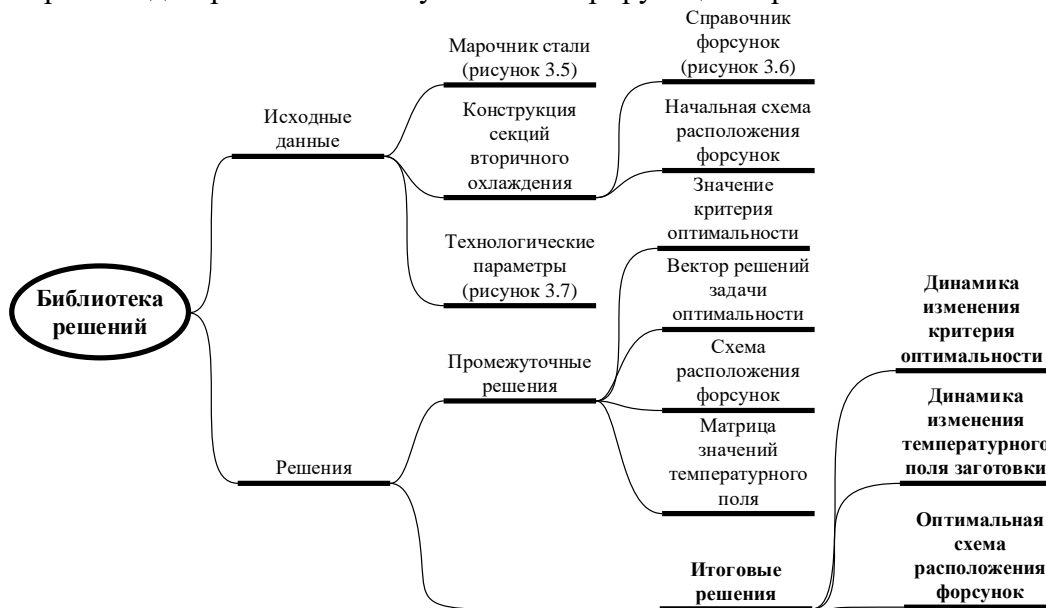 Библиотека
решений
Исходные
данные
Марочник стали
(рисунок 3.5)
Конструкция
секций
вторичного
охлаждения
Справочник
форсунок
(рисунок 3.6)
Начальная схема
расположения
форсунок
Технологические
параметры
(рисунок 3.7)
Решения
Промежуточные
решения
Значение
критерия
оптимальности
Вектор решений
задачи
оптимальности
Схема
расположения
форсунок
Матрица
значений
температурного
поля
Итоговые
решения
Динамика
изменения
критерия
оптимальности
Динамика
изменения
температурного
поля заготовки
Оптимальная
схема
расположения
форсунок